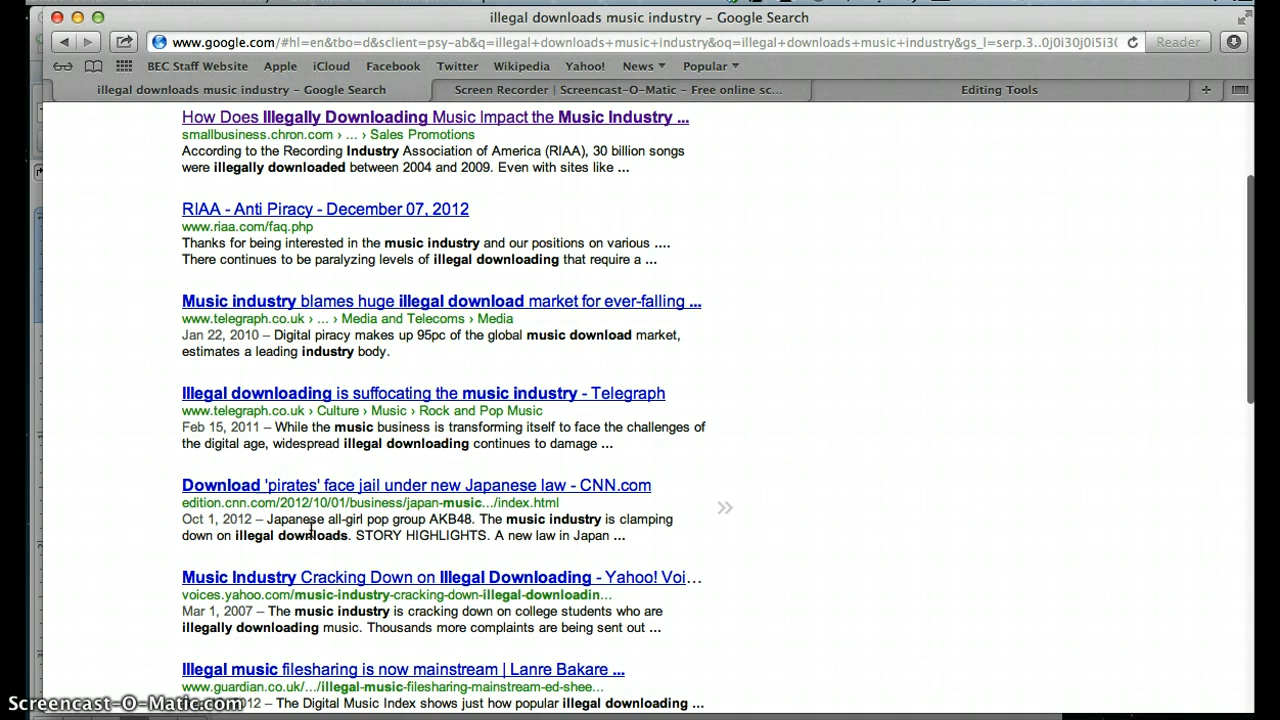 illegal downloads music industry – Google Search
www.google.com/#hl=en&tbo=d&sclient=psy-ab&q=illegal+downloads+music+industry&oq=illegal+downloads+music+industry&gs_l=serp.3..0j0i30j0i5i30
Reader
BEC Staff Website Apple iCloud Facebook Twitter Wikipedia Yahoo! News Popular
illegal downloads music industry – Google Search Screen Recorder | Screencast-O-Matic – Free online sc... Editing Tools
How Does Illegally Downloading Music Impact the Music Industry ...
smallbusiness.chron.com › ... › Sales Promotions
According to the Recording Industry Association of America (RIAA), 30 billion songs
were illegally downloaded between 2004 and 2009. Even with sites like ...
RIAA - Anti Piracy - December 07, 2012
www.riaa.com/faq.php
Thanks for being interested in the music industry and our positions on various ....
There continues to be paralyzing levels of illegal downloading that require a ...
Music industry blames huge illegal download market for ever-falling ...
www.telegraph.co.uk › ... › Media and Telecoms › Media
Jan 22, 2010 – Digital piracy makes up 95pc of the global music download market,
estimates a leading industry body.
Illegal downloading is suffocating the music industry - Telegraph
www.telegraph.co.uk › Culture › Music › Rock and Pop Music
Feb 15, 2011 – While the music business is transforming itself to face the challenges of
the digital age, widespread illegal downloading continues to damage ...
Download 'pirates' face jail under new Japanese law - CNN.com
edition.cnn.com/2012/10/01/business/japan-music.../index.html
Oct 1, 2012 – Japanese all-girl pop group AKB48. The music industry is clamping
down on illegal downloads. STORY HIGHLIGHTS. A new law in Japan ...
Music Industry Cracking Down on Illegal Downloading - Yahoo! Voi...
voices.yahoo.com/music-industry-cracking-down-illegal-downloadin...
Mar 1, 2007 – The music industry is cracking down on college students who are
illegally downloading music. Thousands more complaints are being sent out ...
Illegal music filesharing is now mainstream | Lanre Bakare ...
www.guardian.co.uk/.../illegal-music-filesharing-mainstream-ed-shee...
2012 – The Digital Music Index shows just how popular illegal downloading ...
Screencast-O-Matic.com